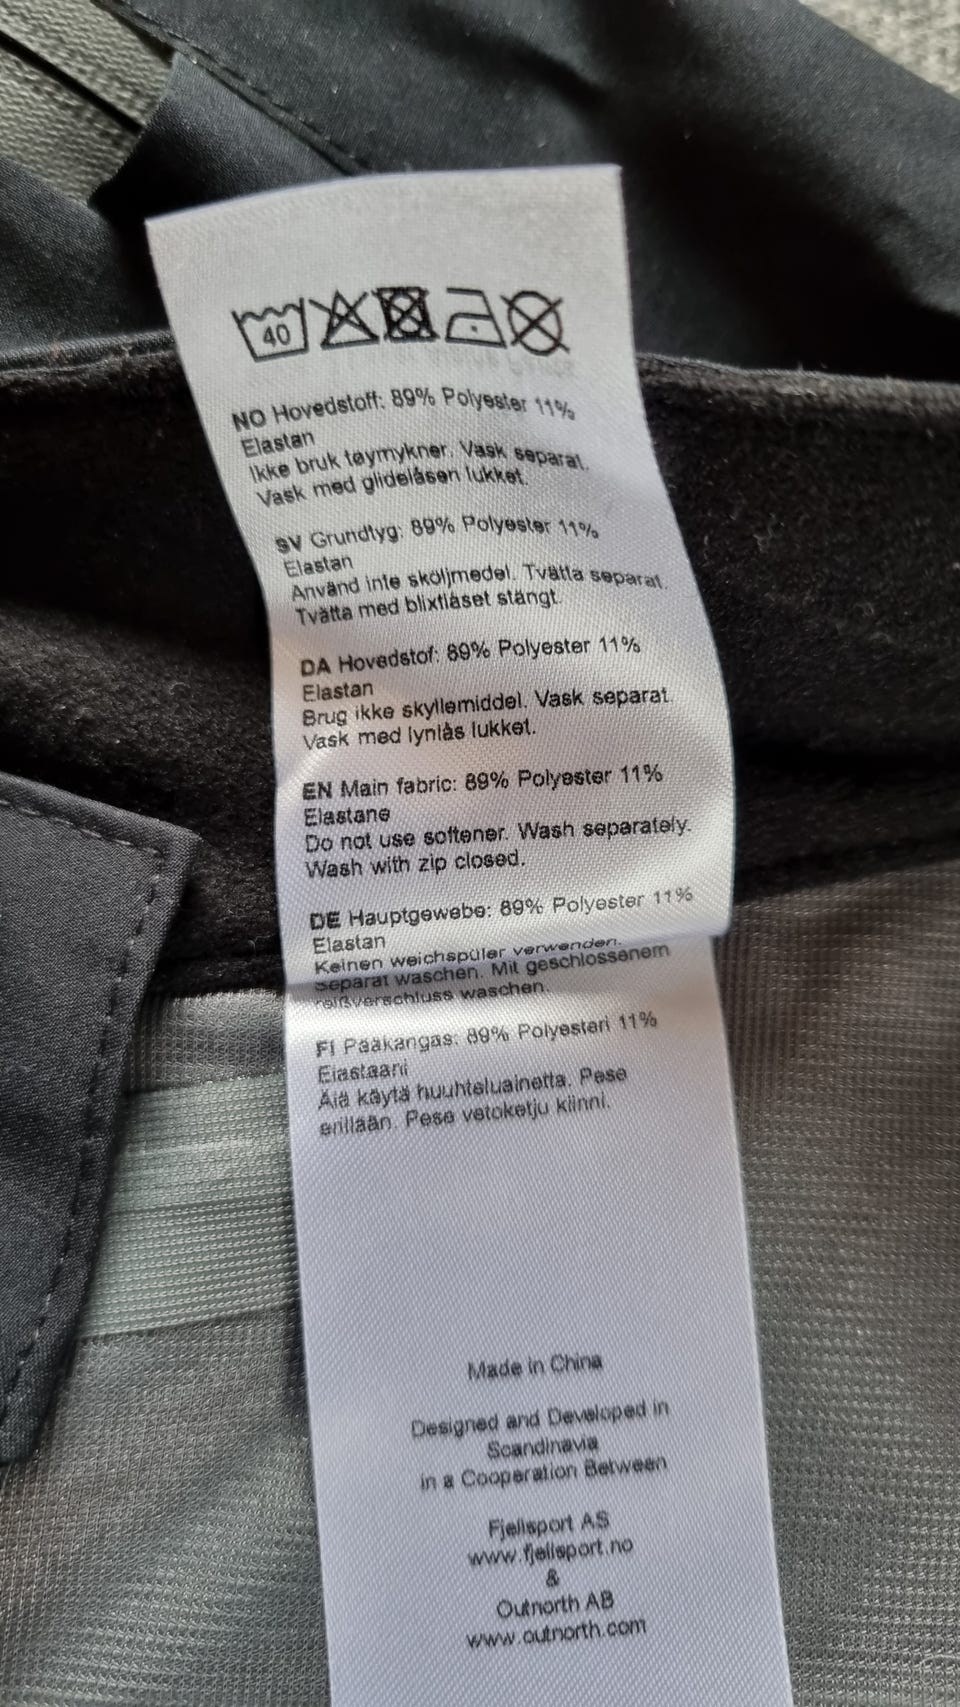 40
NO Hovedstoff: 89% Polyester 11%
Elastan
Ikke bruk tøymykner. Vask separat.
Vask med glidelåsen lukket.
SV Grundtyg: 89% Polyester 11%
Elastan
Använd inte sköljmedel. Tvätta separat.
Tvätta med blixtlåset stängt.
DA Hovedstof: 89% Polyester 11%
Elastan
Brug ikke skyllemiddel. Vask separat.
Vask med lynlås lukket.
EN Main fabric: 89% Polyester 11%
Elastane
Do not use softener. Wash separately.
Wash with zip closed.
DE Hauptgewebe: 89% Polyester 11%
Elastan
Keinen weichspüler verwenden.
Separat waschen. Mit geschlossenem
reißverschluss waschen.
FI Pääkangas: 89% Polyesteri 11%
Elastaani
Älä käytä huuhteluainetta. Pese
erillään. Pese vetoketju kiinni.
Made in China
Designed and Developed in
Scandinavia
in a Cooperation Between
Fjellsport AS
www.fjellsport.no
&
Outnorth AB
www.outnorth.com